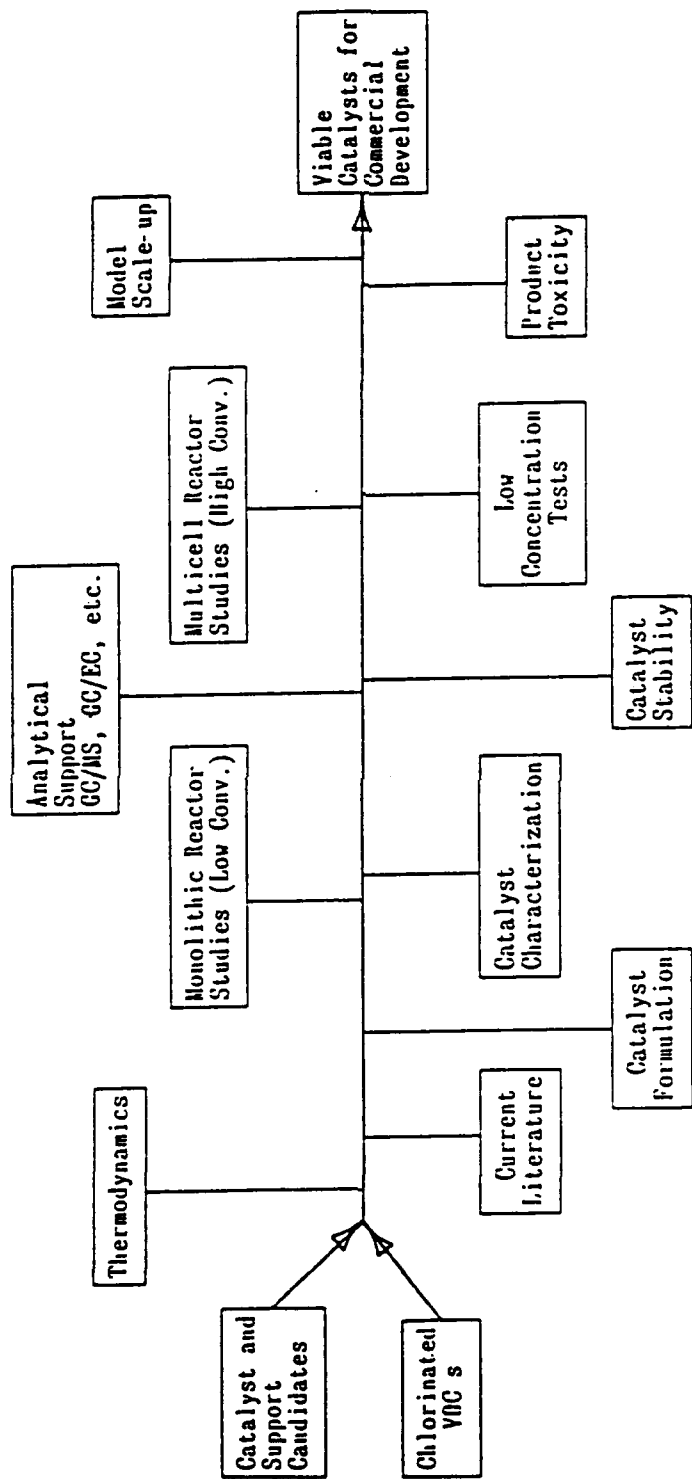 Catalyst and
Support
Candidates
Chlorinated
VOC s
Thermodynamics
Current
Literature
Catalyst
Formulation
Monolithic Reactor
Studies (Low Conv.)
Catalyst
Characterization
Analytical
Support
GC/MS, GC/EC, etc.
Catalyst
Stability
Multicell Reactor
Studies (High Conv.)
Low
Concentration
Tests
Model
Scale-up
Product
Toxicity
Viable
Catalysts for
Commercial
Development